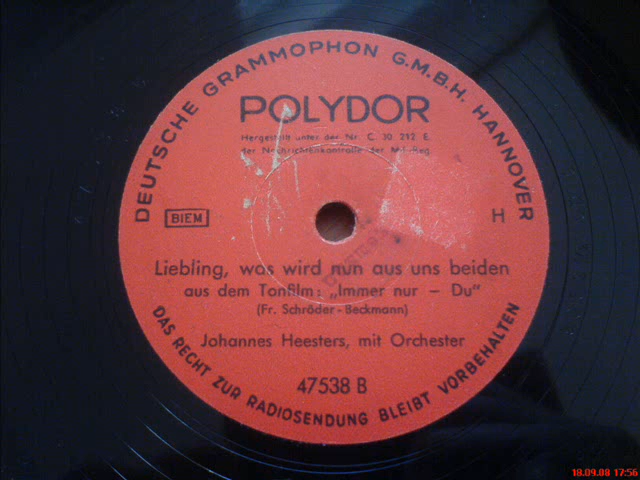 DEUTSCHE GRAMMOPHON G.M.B.H. HANNOVER
POLYDOR
Hergestellt unter der Nr. C. 30 212 E.
der Nachrichtenkontrolle der Mil.-Reg.
BIEM
H
Liebling, was wird nun aus uns beiden
aus dem Tonfilm: „Immer nur – Du"
(Fr. Schröder - Beckmann)
Johannes Heesters, mit Orchester
47538 B
DAS RECHT ZUR RADIOSENDUNG BLEIBT VORBEHALTEN
18.09.08 17:56